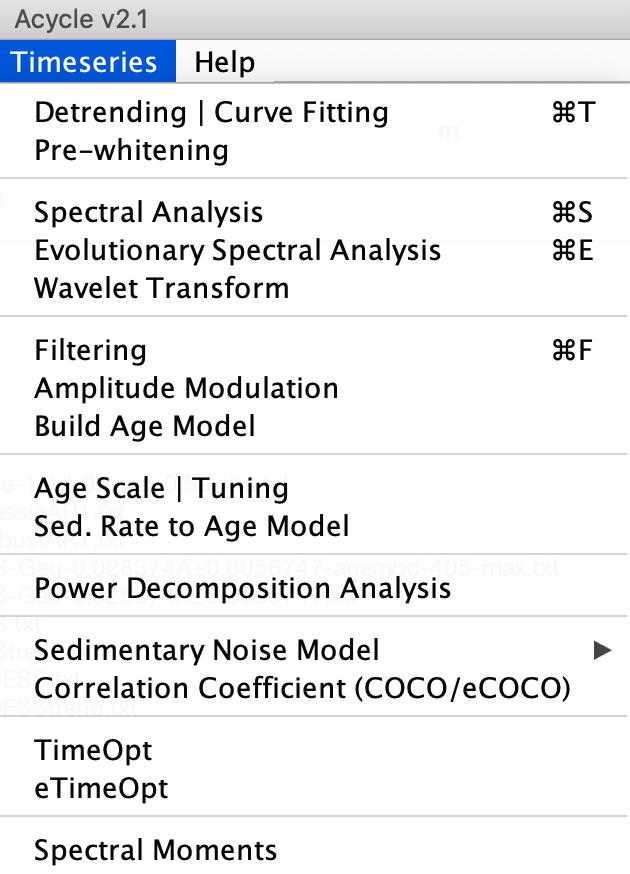 Acycle v2.1
Timeseries Help
Detrending | Curve Fitting ⌘T
Pre-whitening
Spectral Analysis ⌘S
Evolutionary Spectral Analysis ⌘E
Wavelet Transform
Filtering ⌘F
Amplitude Modulation
Build Age Model
Age Scale | Tuning
Sed. Rate to Age Model
Power Decomposition Analysis
Sedimentary Noise Model ▶
Correlation Coefficient (COCO/eCOCO)
TimeOpt
eTimeOpt
Spectral Moments